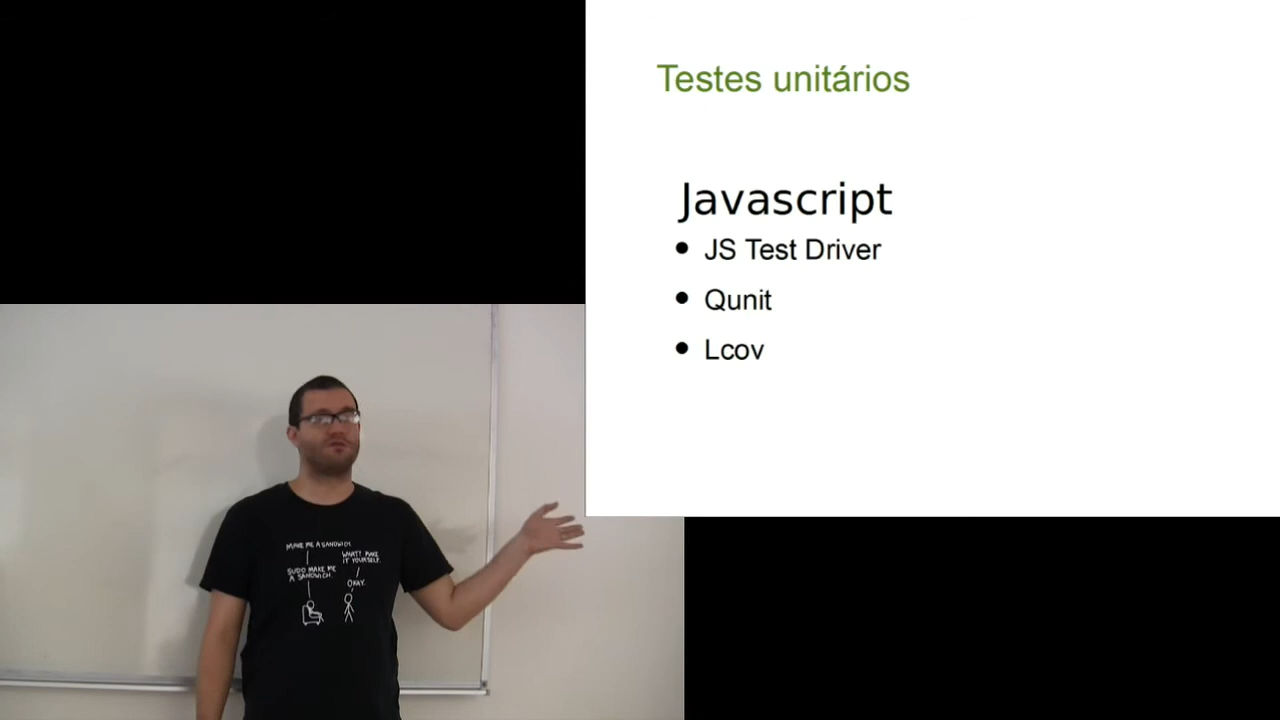 Testes unitários
Javascript
JS Test Driver
Qunit
Lcov
MAKE ME A SANDWICH.
WHAT? MAKE
IT YOURSELF.
SUDO MAKE ME
A SANDWICH.
OKAY.